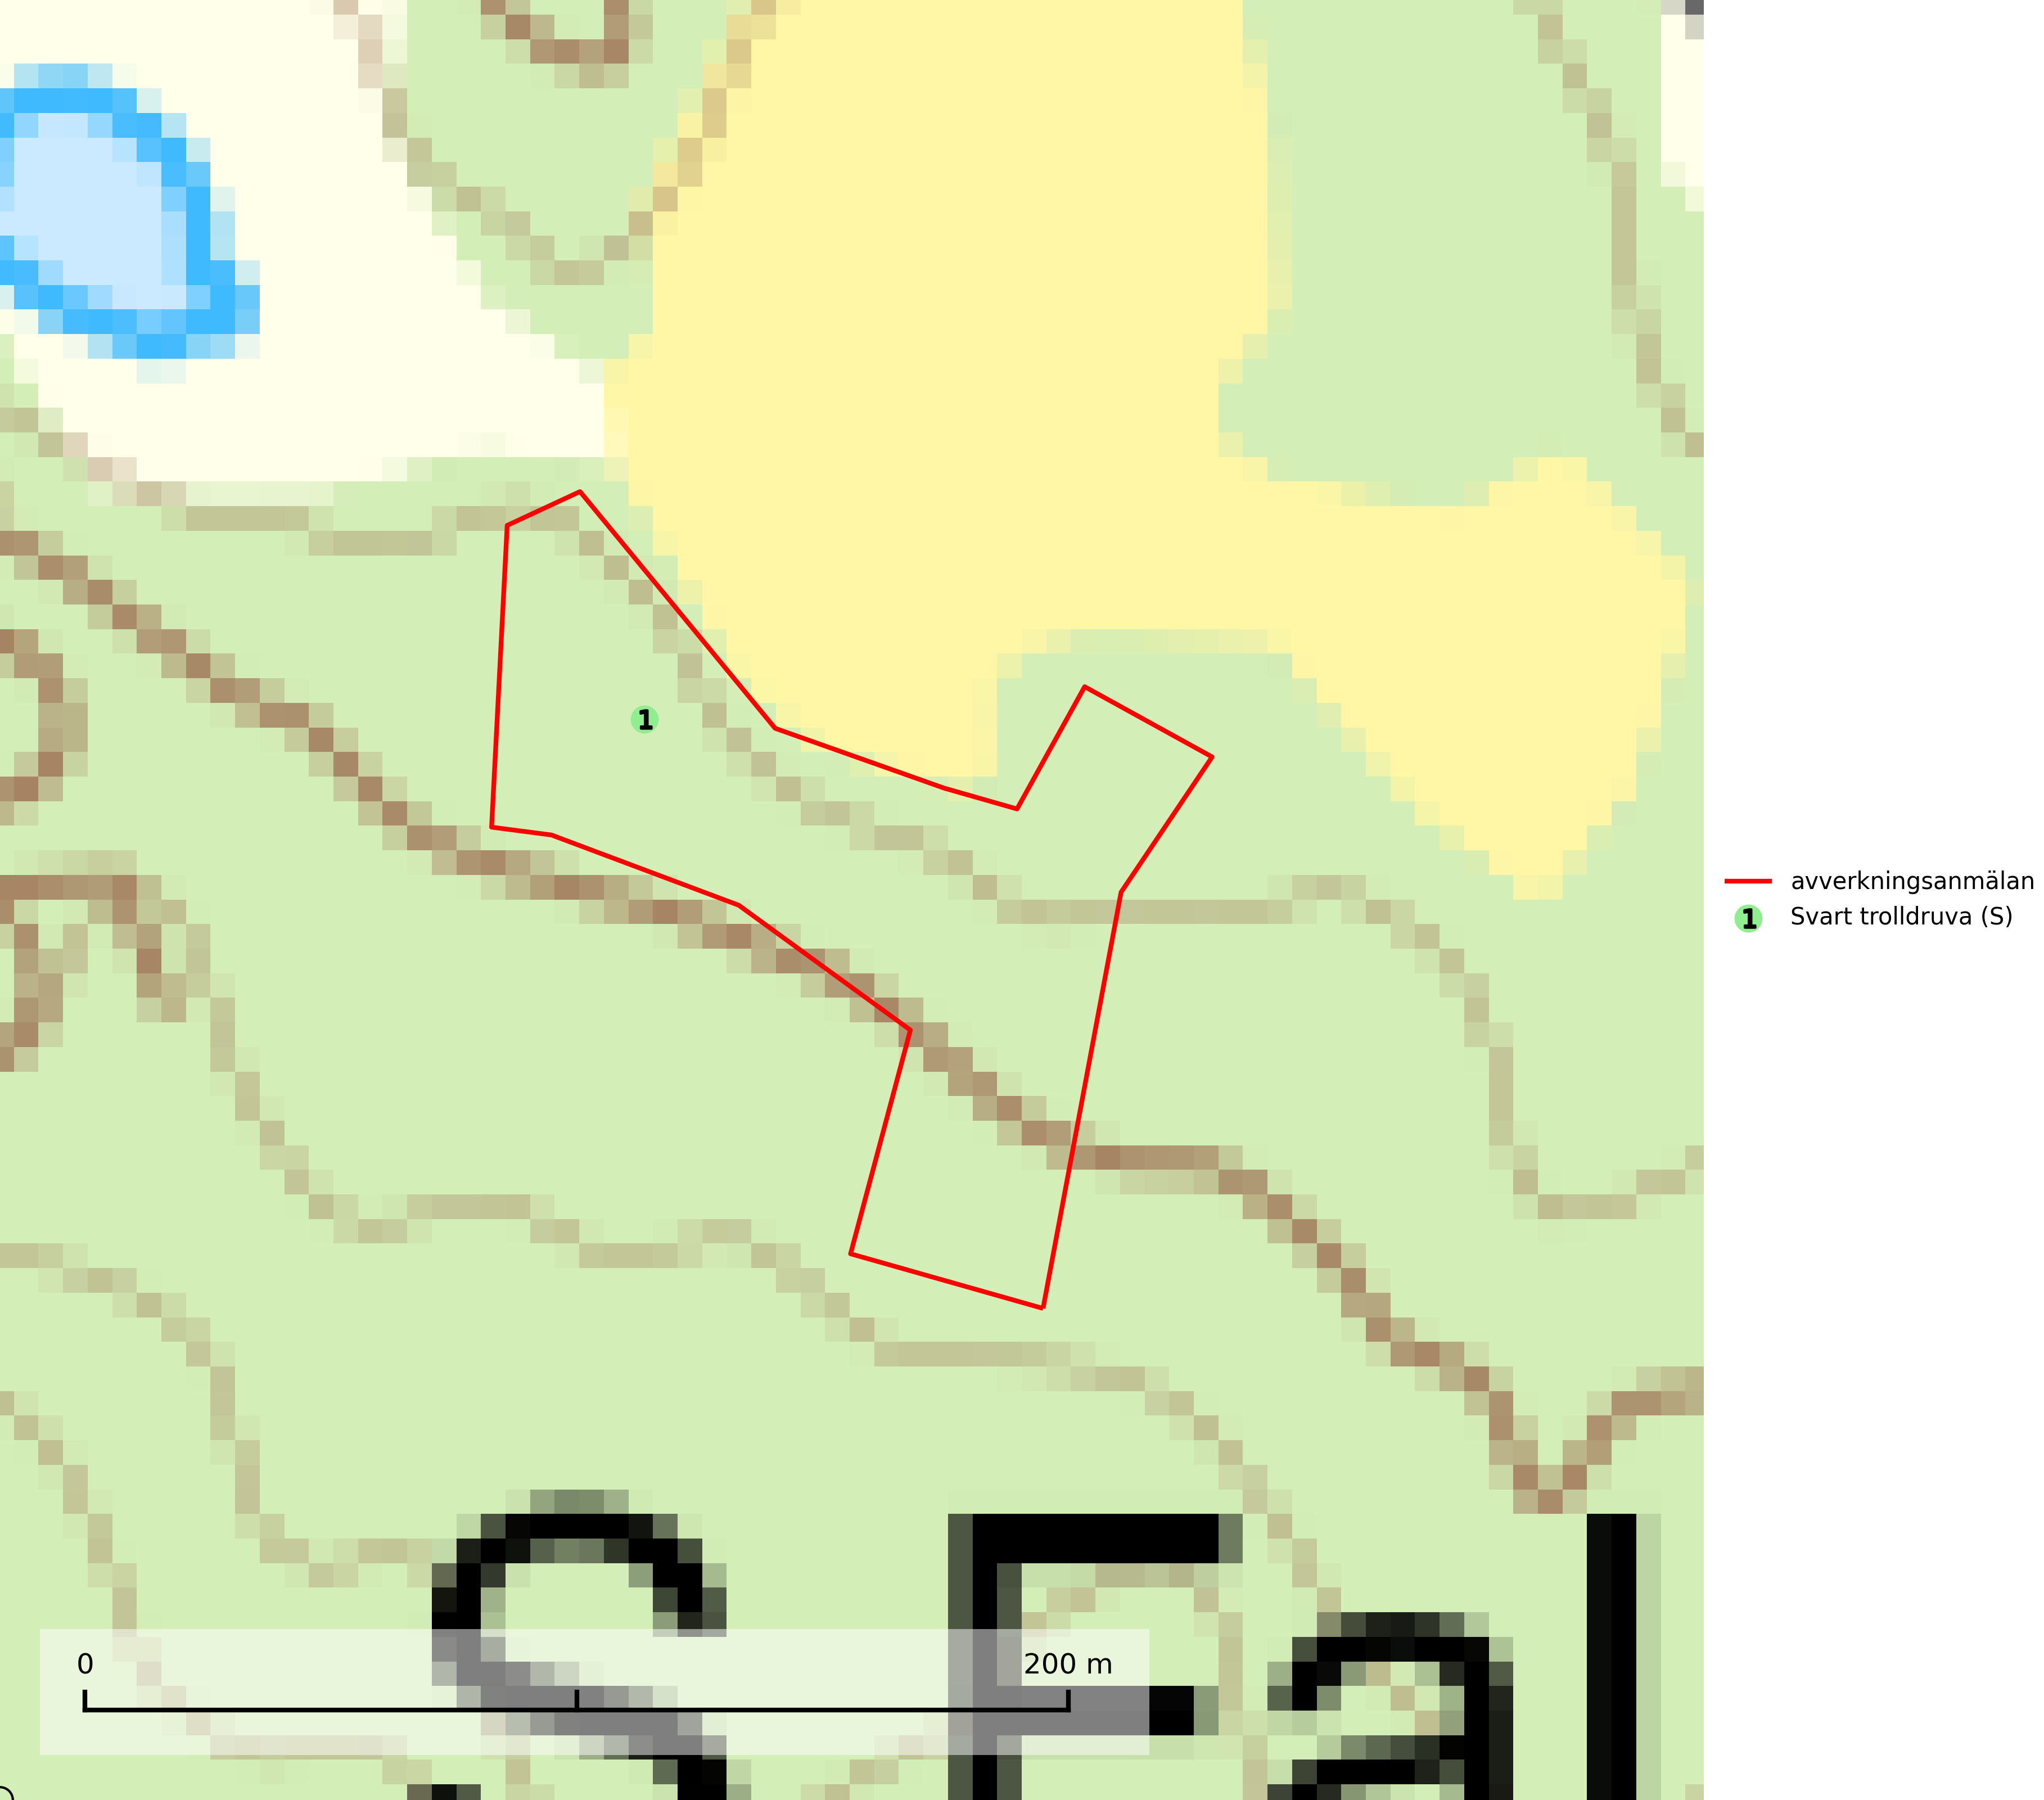 1
avverkningsanmälan
1 Svart trolldruva (S)
0 200 m